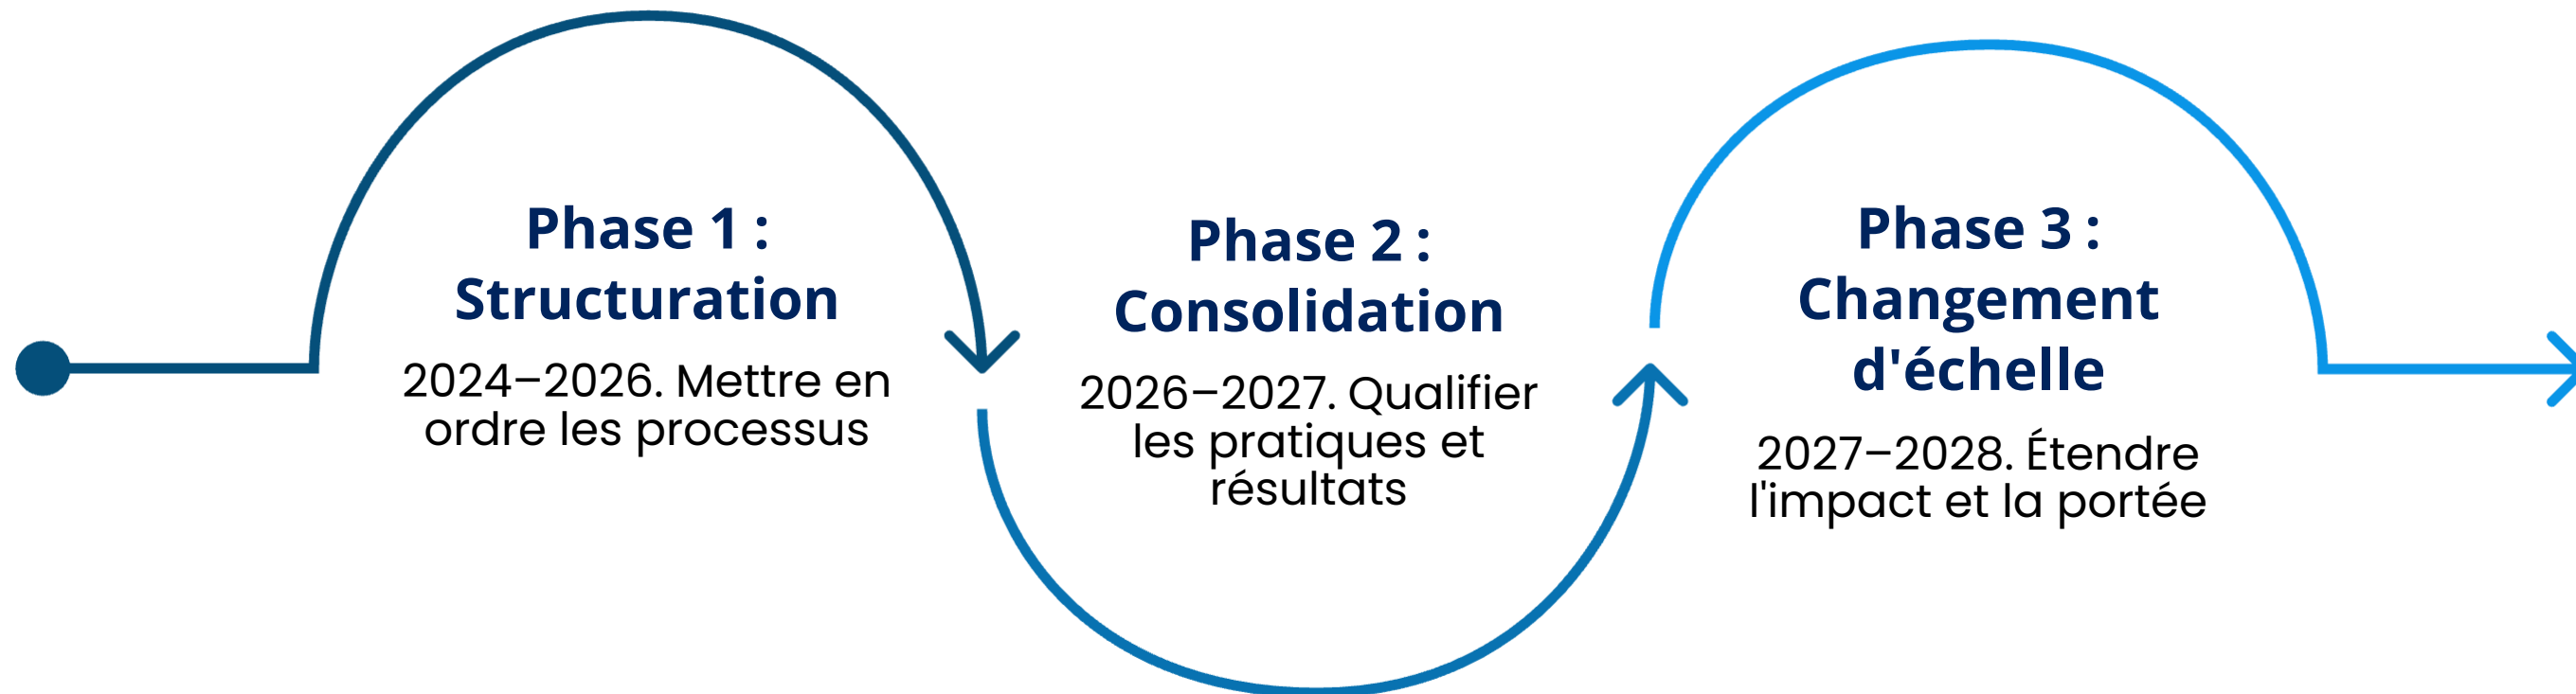 Phase 1 :
Structuration
2024–2026. Mettre en
ordre les processus
Phase 2 :
Consolidation
2026–2027. Qualifier
les pratiques et
résultats
Phase 3 :
Changement
d'échelle
2027–2028. Étendre
l'impact et la portée